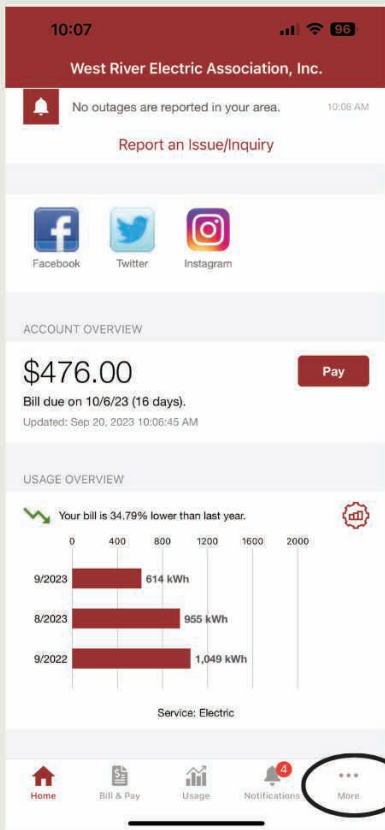 10:07
96
West River Electric Association, Inc.
No outages are reported in your area.
10:06 AM
Report an Issue/Inquiry
Facebook
Twitter
Instagram
ACCOUNT OVERVIEW
$476.00
Pay
Bill due on 10/6/23 (16 days).
Updated: Sep 20, 2023 10:06:45 AM
USAGE OVERVIEW
Your bill is 34.79% lower than last year.
0 400 800 1200 1600 2000
9/2023 614 kWh
8/2023 955 kWh
9/2022 1,049 kWh
Service: Electric
4
Home Bill & Pay Usage Notifications More